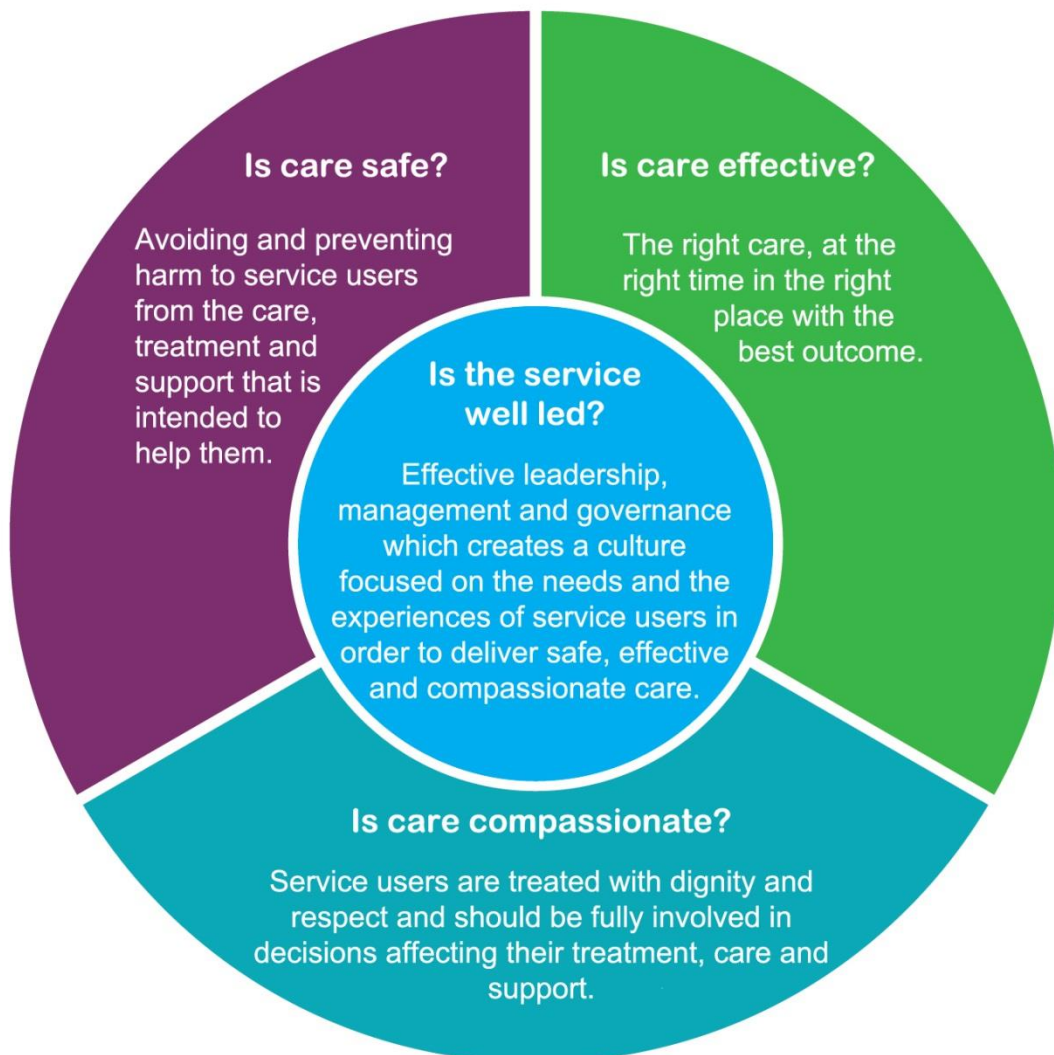 Is care safe?
Avoiding and preventing
harm to service users
from the care,
treatment and
support that is
intended to
help them.
Is care effective?
The right care, at the
right time in the right
place with the
best outcome.
Is the service
well led?
Effective leadership,
management and governance
which creates a culture
focused on the needs and the
experiences of service users in
order to deliver safe, effective
and compassionate care.
Is care compassionate?
Service users are treated with dignity and
respect and should be fully involved in
decisions affecting their treatment, care and
support.